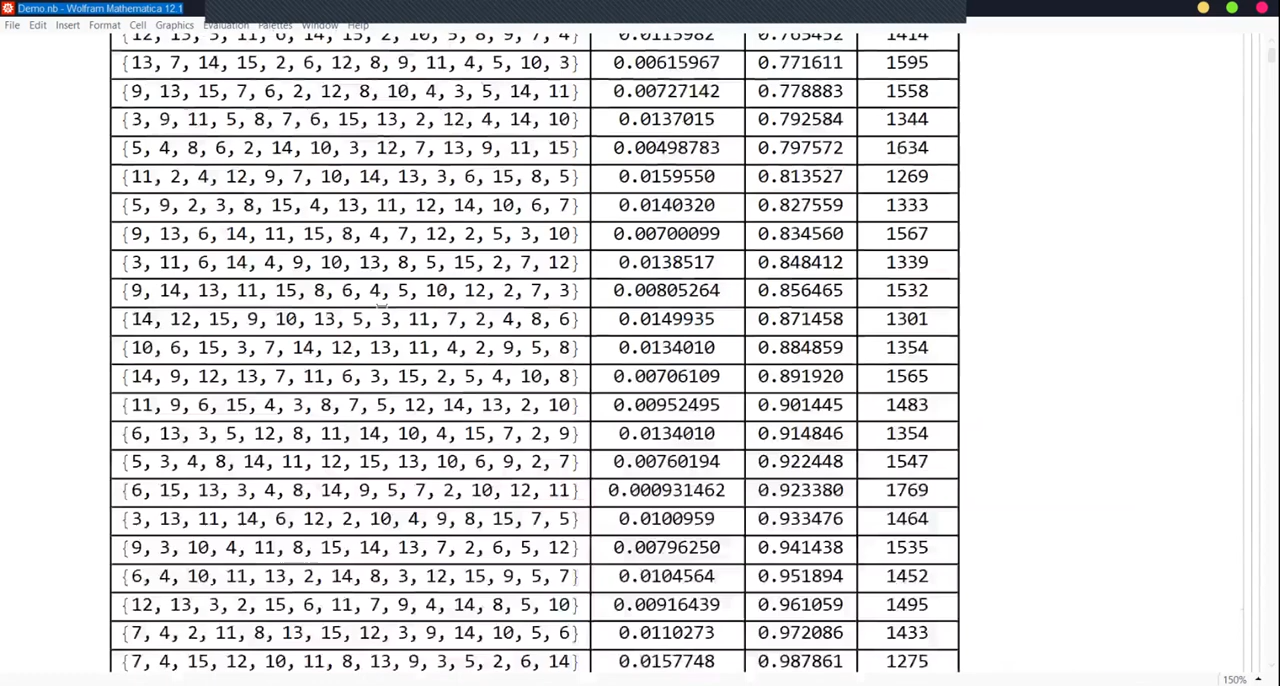 Demo.nb - Wolfram Mathematica 12.1
File Edit Insert Format Cell Graphics Evaluation Palettes Window Help
{12, 13, 3, 11, 6, 14, 15, 2, 10, 5, 8, 9, 7, 4} 0.0115982 0.765452 1414
{13, 7, 14, 15, 2, 6, 12, 8, 9, 11, 4, 5, 10, 3} 0.00615967 0.771611 1595
{9, 13, 15, 7, 6, 2, 12, 8, 10, 4, 3, 5, 14, 11} 0.00727142 0.778883 1558
{3, 9, 11, 5, 8, 7, 6, 15, 13, 2, 12, 4, 14, 10} 0.0137015 0.792584 1344
{5, 4, 8, 6, 2, 14, 10, 3, 12, 7, 13, 9, 11, 15} 0.00498783 0.797572 1634
{11, 2, 4, 12, 9, 7, 10, 14, 13, 3, 6, 15, 8, 5} 0.0159550 0.813527 1269
{5, 9, 2, 3, 8, 15, 4, 13, 11, 12, 14, 10, 6, 7} 0.0140320 0.827559 1333
{9, 13, 6, 14, 11, 15, 8, 4, 7, 12, 2, 5, 3, 10} 0.00700099 0.834560 1567
{3, 11, 6, 14, 4, 9, 10, 13, 8, 5, 15, 2, 7, 12} 0.0138517 0.848412 1339
{9, 14, 13, 11, 15, 8, 6, 4, 5, 10, 12, 2, 7, 3} 0.00805264 0.856465 1532
{14, 12, 15, 9, 10, 13, 5, 3, 11, 7, 2, 4, 8, 6} 0.0149935 0.871458 1301
{10, 6, 15, 3, 7, 14, 12, 13, 11, 4, 2, 9, 5, 8} 0.0134010 0.884859 1354
{14, 9, 12, 13, 7, 11, 6, 3, 15, 2, 5, 4, 10, 8} 0.00706109 0.891920 1565
{11, 9, 6, 15, 4, 3, 8, 7, 5, 12, 14, 13, 2, 10} 0.00952495 0.901445 1483
{6, 13, 3, 5, 12, 8, 11, 14, 10, 4, 15, 7, 2, 9} 0.0134010 0.914846 1354
{5, 3, 4, 8, 14, 11, 12, 15, 13, 10, 6, 9, 2, 7} 0.00760194 0.922448 1547
{6, 15, 13, 3, 4, 8, 14, 9, 5, 7, 2, 10, 12, 11} 0.000931462 0.923380 1769
{3, 13, 11, 14, 6, 12, 2, 10, 4, 9, 8, 15, 7, 5} 0.0100959 0.933476 1464
{9, 3, 10, 4, 11, 8, 15, 14, 13, 7, 2, 6, 5, 12} 0.00796250 0.941438 1535
{6, 4, 10, 11, 13, 2, 14, 8, 3, 12, 15, 9, 5, 7} 0.0104564 0.951894 1452
{12, 13, 3, 2, 15, 6, 11, 7, 9, 4, 14, 8, 5, 10} 0.00916439 0.961059 1495
{7, 4, 2, 11, 8, 13, 15, 12, 3, 9, 14, 10, 5, 6} 0.0110273 0.972086 1433
{7, 4, 15, 12, 10, 11, 8, 13, 9, 3, 5, 2, 6, 14} 0.0157748 0.987861 1275
150%